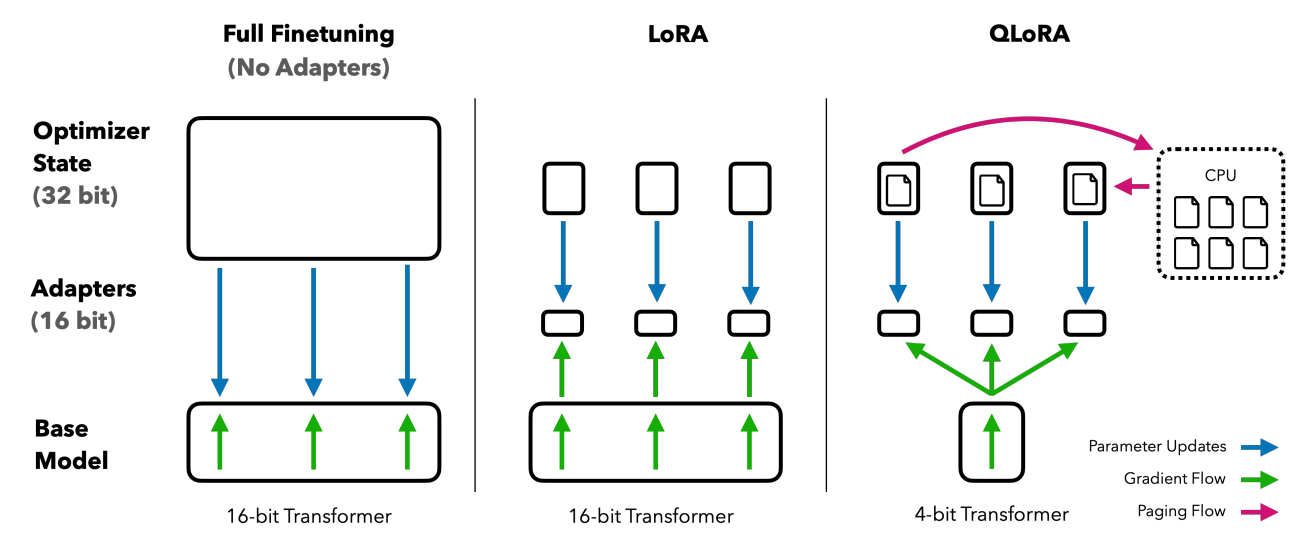 Full Finetuning
(No Adapters)
LoRA
QLoRA
Optimizer
State
(32 bit)
CPU
Adapters
(16 bit)
Base
Model
Parameter Updates
Gradient Flow
Paging Flow
16-bit Transformer
16-bit Transformer
4-bit Transformer